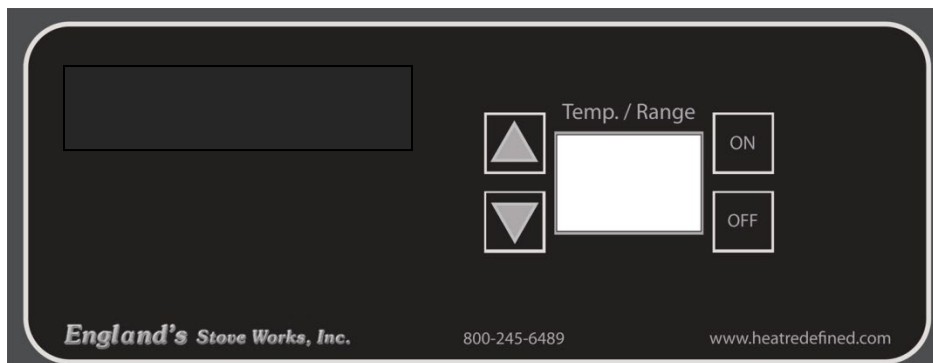 Temp. / Range
ON
OFF
England's Stove Works, Inc.
800-245-6489
www.heatredefined.com